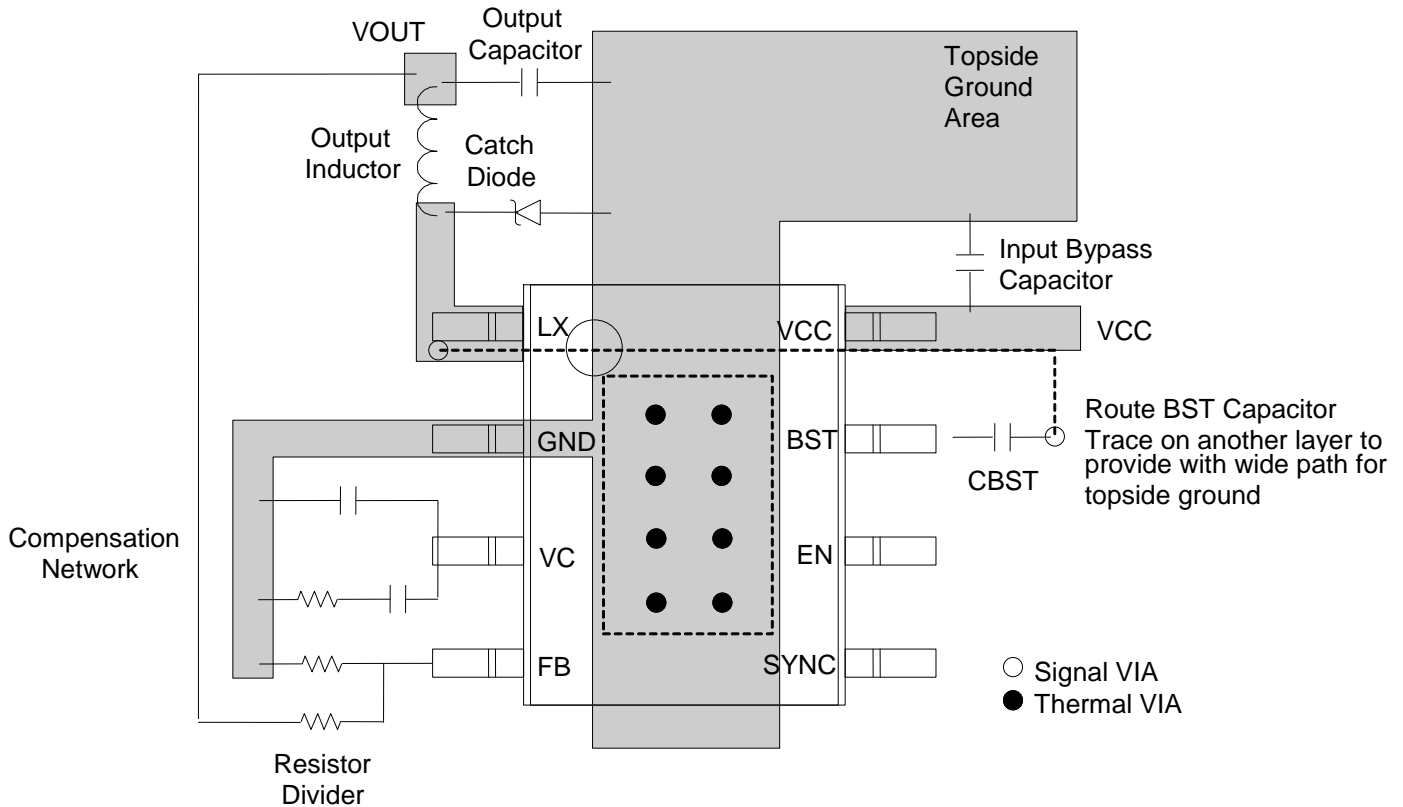 VOUT
Output
Capacitor
Topside
Ground
Area
Output
Inductor
Catch
Diode
Input Bypass
Capacitor
LX
VCC
VCC
GND
BST
CBST
Route BST Capacitor
Trace on another layer to
provide with wide path for
topside ground
Compensation
Network
VC
EN
FB
SYNC
Signal VIA
Thermal VIA
Resistor
Divider